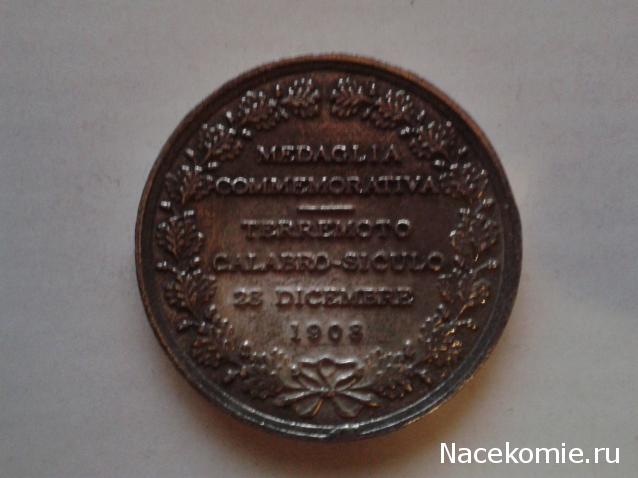 MEDAGLIA
COMMEMORATIVA
TERREMOTO
CALABRO-SICULO
28 DICEMBRE
1908
Nacekomie.ru